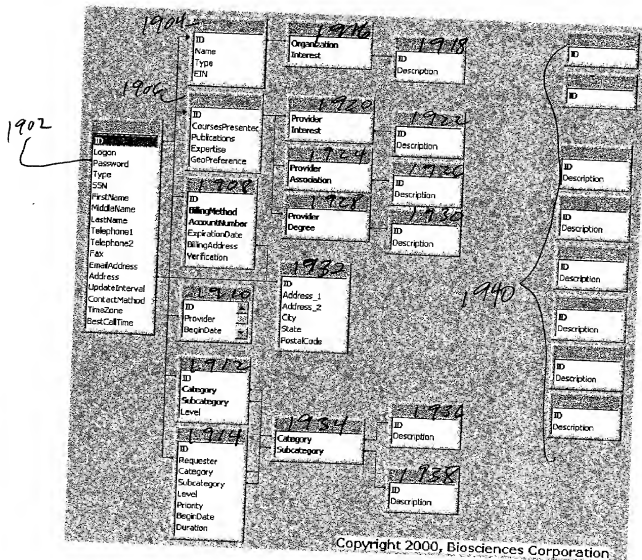 1902
ID
Logon
Password
Type
SSN
FirstName
MiddleName
LastName
Telephone1
Telephone2
Fax
EmailAddress
Address
UpdateInterval
ContactMethod
TimeZone
BestCallTime
1904
ID
Name
Type
EIN
1906
ID
CoursesPresented
Publications
Expertise
GeoPreference
1908
ID
BillingMethod
AccountNumber
ExpirationDate
BillingAddress
Verification
1910
ID
Provider
BeginDate
1912
ID
Category
Subcategory
Level
1914
ID
Requester
Category
Subcategory
Level
Priority
BeginDate
Duration
1916
Organization
Interest
1918
ID
Description
1920
Provider
Interest
1922
ID
Description
1924
Provider
Association
1926
ID
Description
1928
Provider
Degree
1930
ID
Description
1932
ID
Address_1
Address_2
City
State
PostalCode
1934
Category
Subcategory
1936
ID
Description
1938
ID
Description
1940
ID
ID
ID
Description
ID
Description
ID
Description
ID
Description
ID
Description
ID
Description
Copyright 2000, Biosciences Corporation